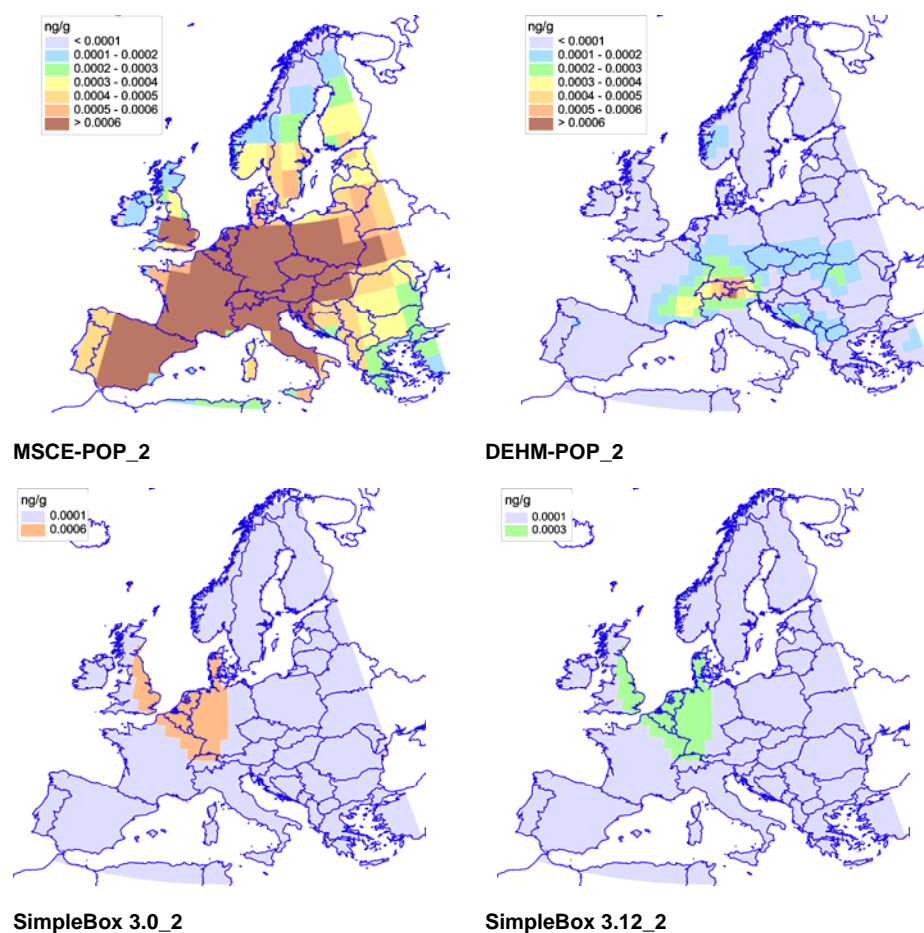 ng/g
< 0.0001
0.0001 - 0.0002
0.0002 - 0.0003
0.0003 - 0.0004
0.0004 - 0.0005
0.0005 - 0.0006
> 0.0006
MSCE-POP_2
ng/g
< 0.0001
0.0001 - 0.0002
0.0002 - 0.0003
0.0003 - 0.0004
0.0004 - 0.0005
0.0005 - 0.0006
> 0.0006
DEHM-POP_2
ng/g
0.0001
0.0006
SimpleBox 3.0_2
ng/g
0.0001
0.0003
SimpleBox 3.12_2